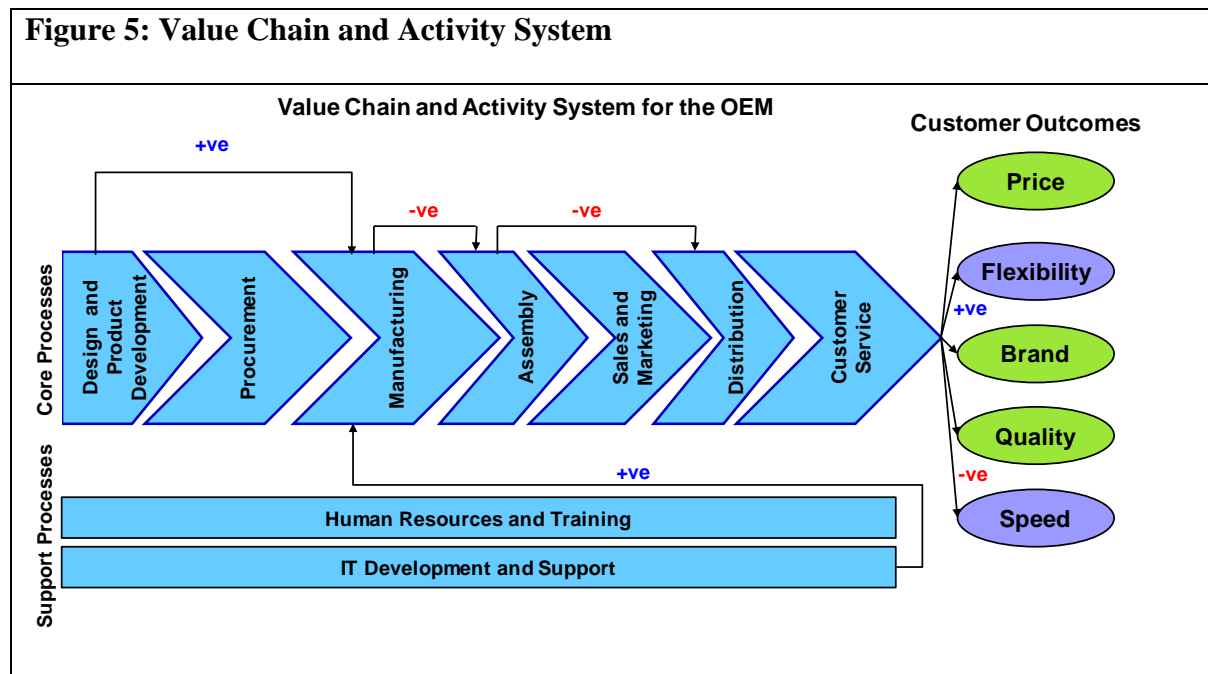 Figure 5: Value Chain and Activity System
Value Chain and Activity System for the OEM
Customer Outcomes
+ve
-ve
-ve
Core Processes
Design and
Product
Development
Procurement
Manufacturing
Assembly
Sales and
Marketing
Distribution
Customer
Service
Price
Flexibility
+ve
Brand
Quality
-ve
Speed
+ve
Support Processes
Human Resources and Training
IT Development and Support